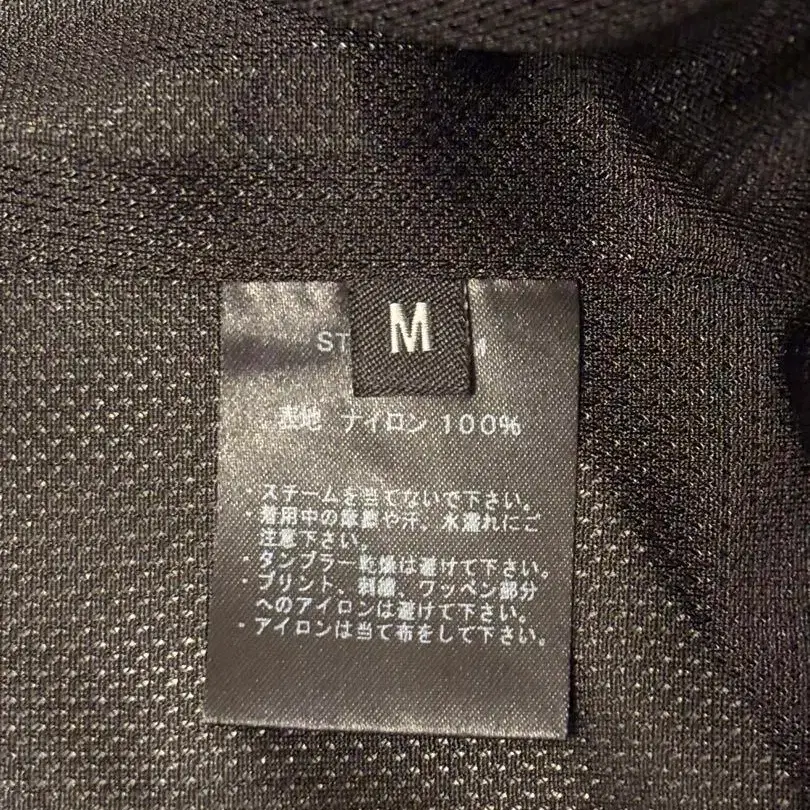 M
ST
表地 ナイロン 100%
・スチームを当てないで下さい。
・着用中の摩擦や汗、水濡れにご
注意下さい。
・タンブラー乾燥は避けて下さい。
・プリント、刺繍、ワッペン部分
へのアイロンは避けて下さい。
・アイロンは当て布をして下さい。